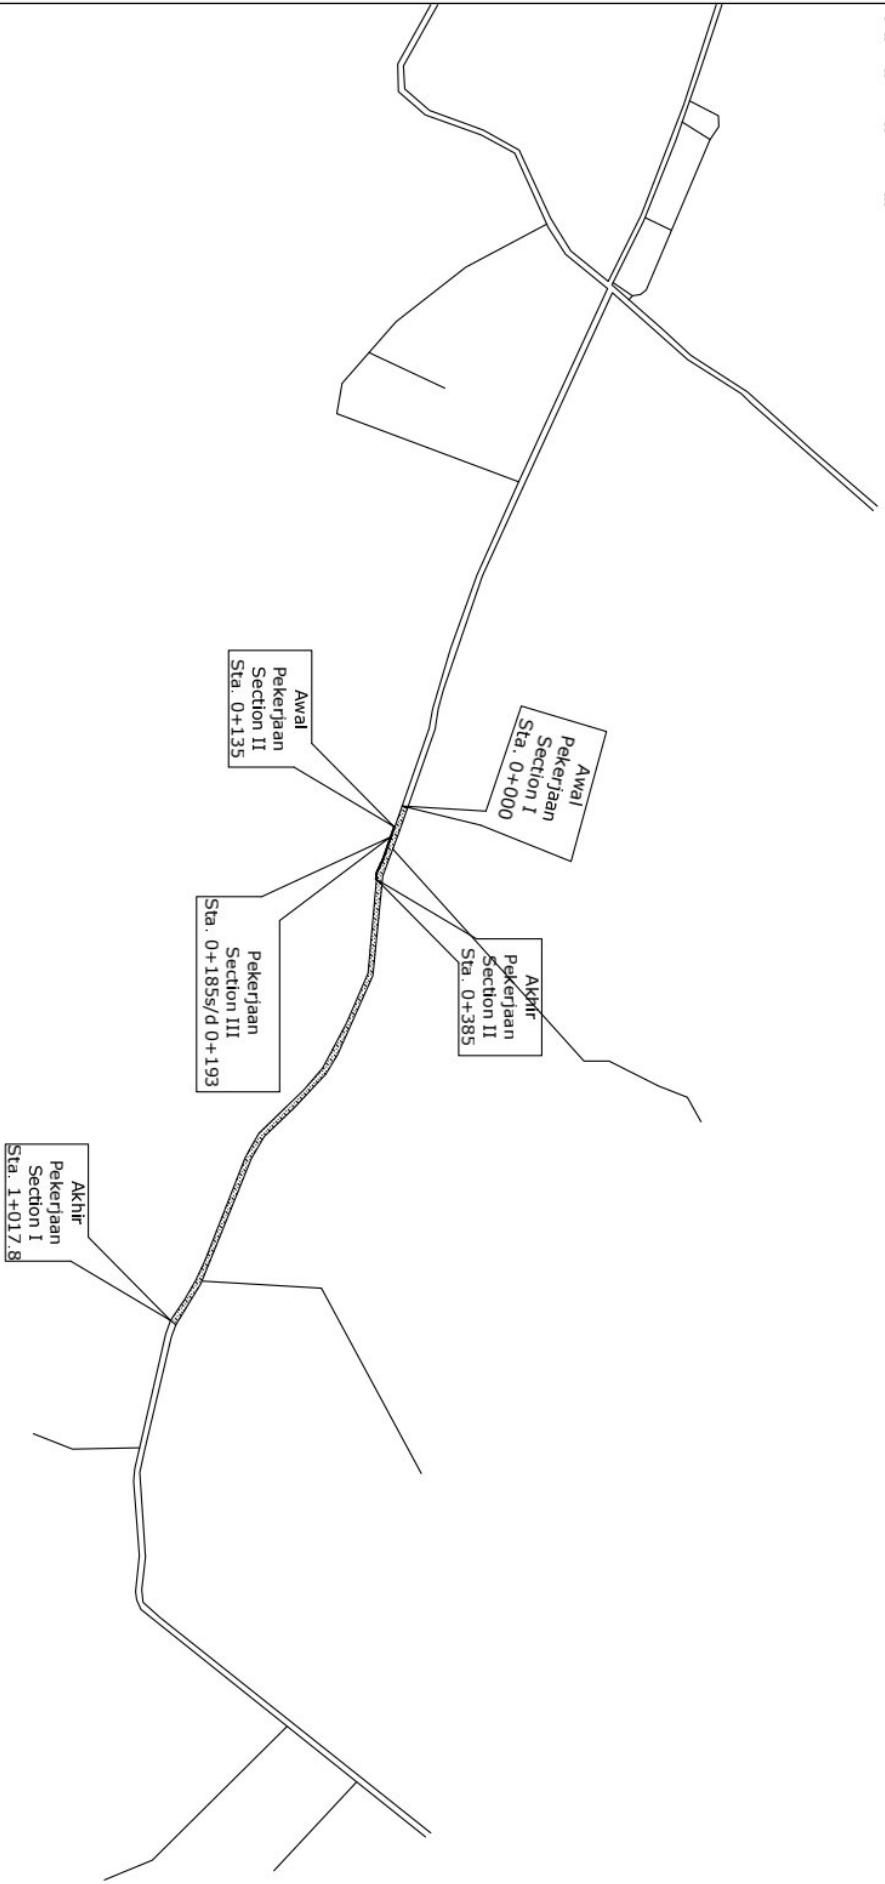 Awal
Pekerjaan
Section I
Sta. 0+000
Awal
Pekerjaan
Section II
Sta. 0+135
Akhir
Pekerjaan
Section II
Sta. 0+385
Pekerjaan
Section III
Sta. 0+185s/d 0+193
Akhir
Pekerjaan
Section I
Sta. 1+017.8